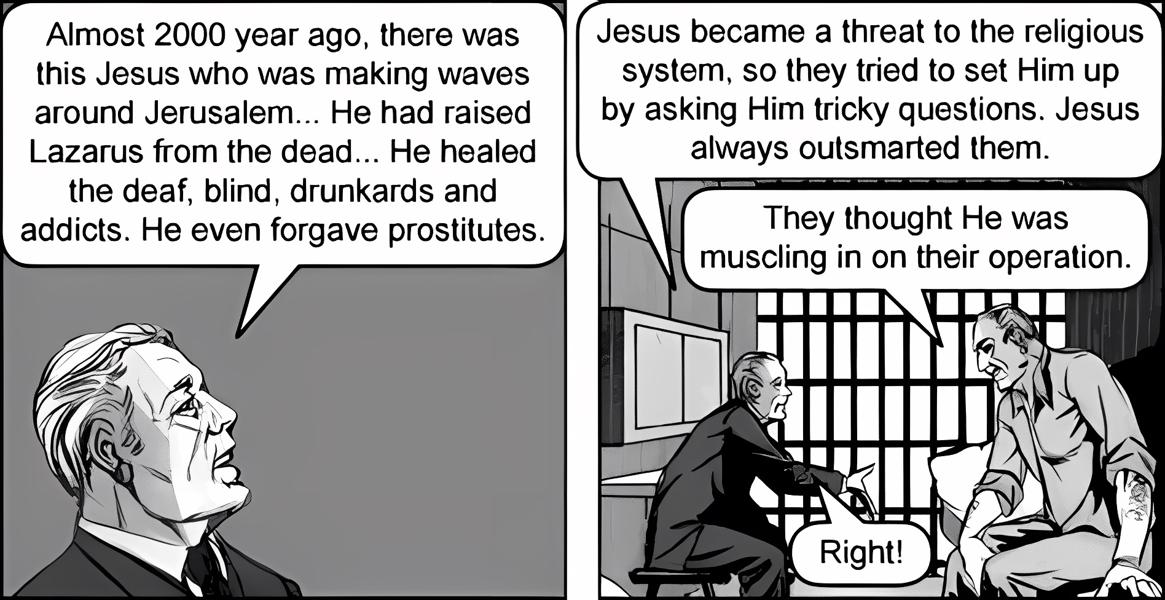 Almost 2000 year ago, there was
this Jesus who was making waves
around Jerusalem... He had raised
Lazarus from the dead... He healed
the deaf, blind, drunkards and
addicts. He even forgave prostitutes.
Jesus became a threat to the religious
system, so they tried to set Him up
by asking Him tricky questions. Jesus
always outsmarted them.
They thought He was
muscling in on their operation.
Right!